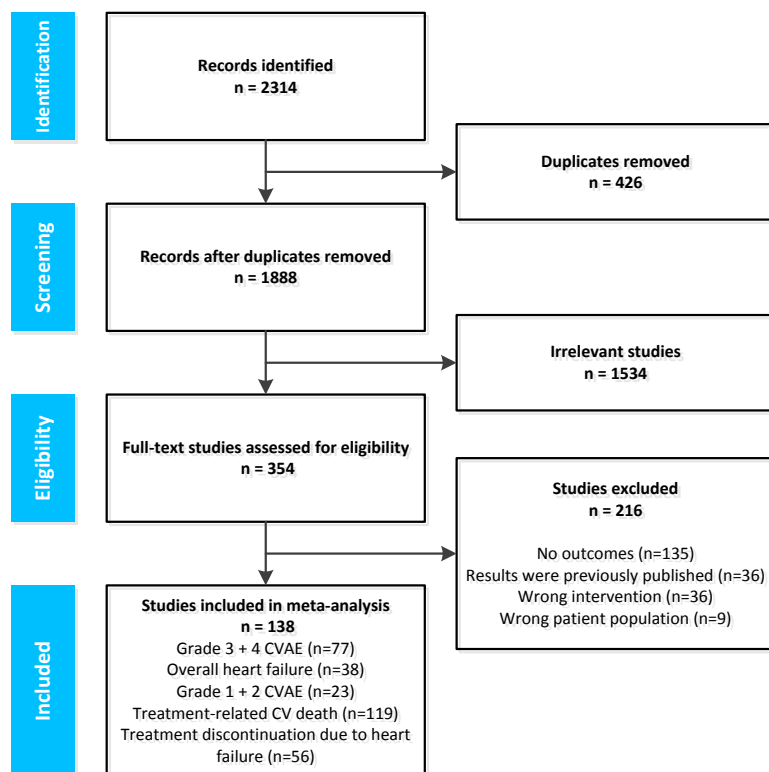 Identification
Records identified
n = 2314
Duplicates removed
n = 426
Screening
Records after duplicates removed
n = 1888
Irrelevant studies
n = 1534
Eligibility
Full-text studies assessed for eligibility
n = 354
Studies excluded
n = 216
No outcomes (n=135)
Results were previously published (n=36)
Wrong intervention (n=36)
Wrong patient population (n=9)
Included
Studies included in meta-analysis
n = 138
Grade 3 + 4 CVAE (n=77)
Overall heart failure (n=38)
Grade 1 + 2 CVAE (n=23)
Treatment-related CV death (n=119)
Treatment discontinuation due to heart
failure (n=56)